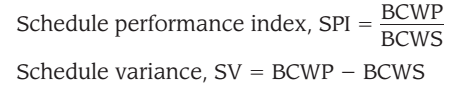 Schedule performance index, SPI = BCWP / BCWS
Schedule variance, SV = BCWP − BCWS